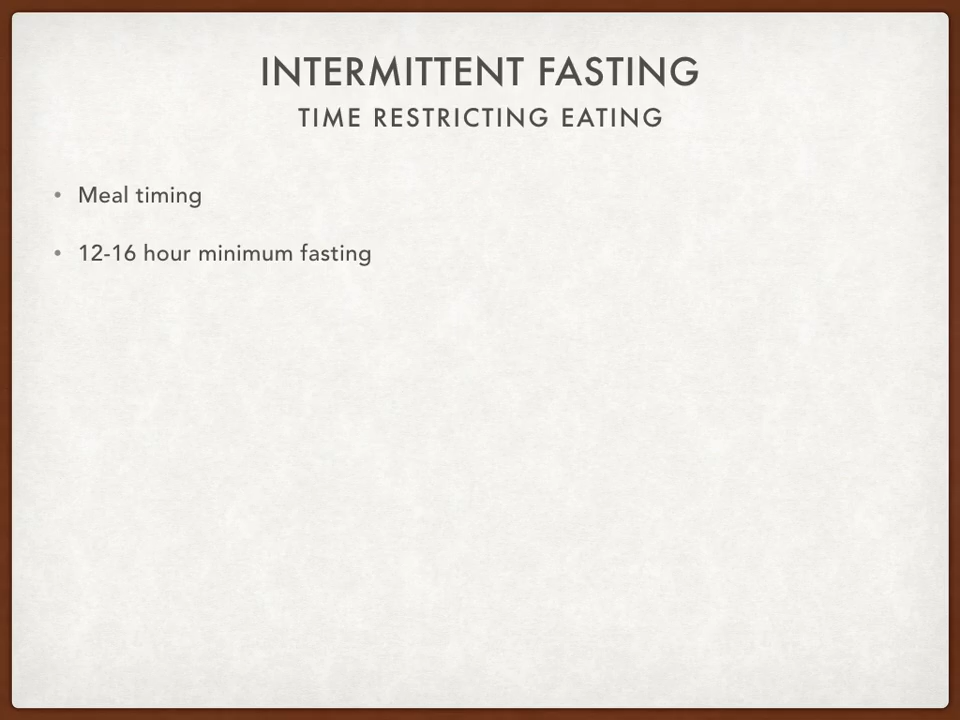 INTERMITTENT FASTING
TIME RESTRICTING EATING
• Meal timing
• 12-16 hour minimum fasting